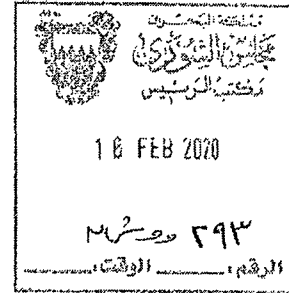 مملكة البحرين
مجلس الشورى
مكتب الرئيس
16 FEB 2020
٢٩٣
الرقم: الوقت: